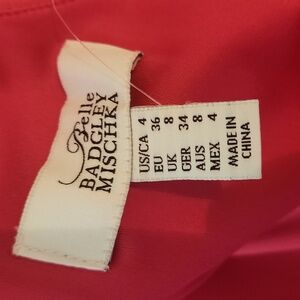 Belle
BADGLEY
MISCHKA
US/CA 4
EU 36
UK 8
GER 34
AUS 8
MEX 4
MADE IN
CHINA